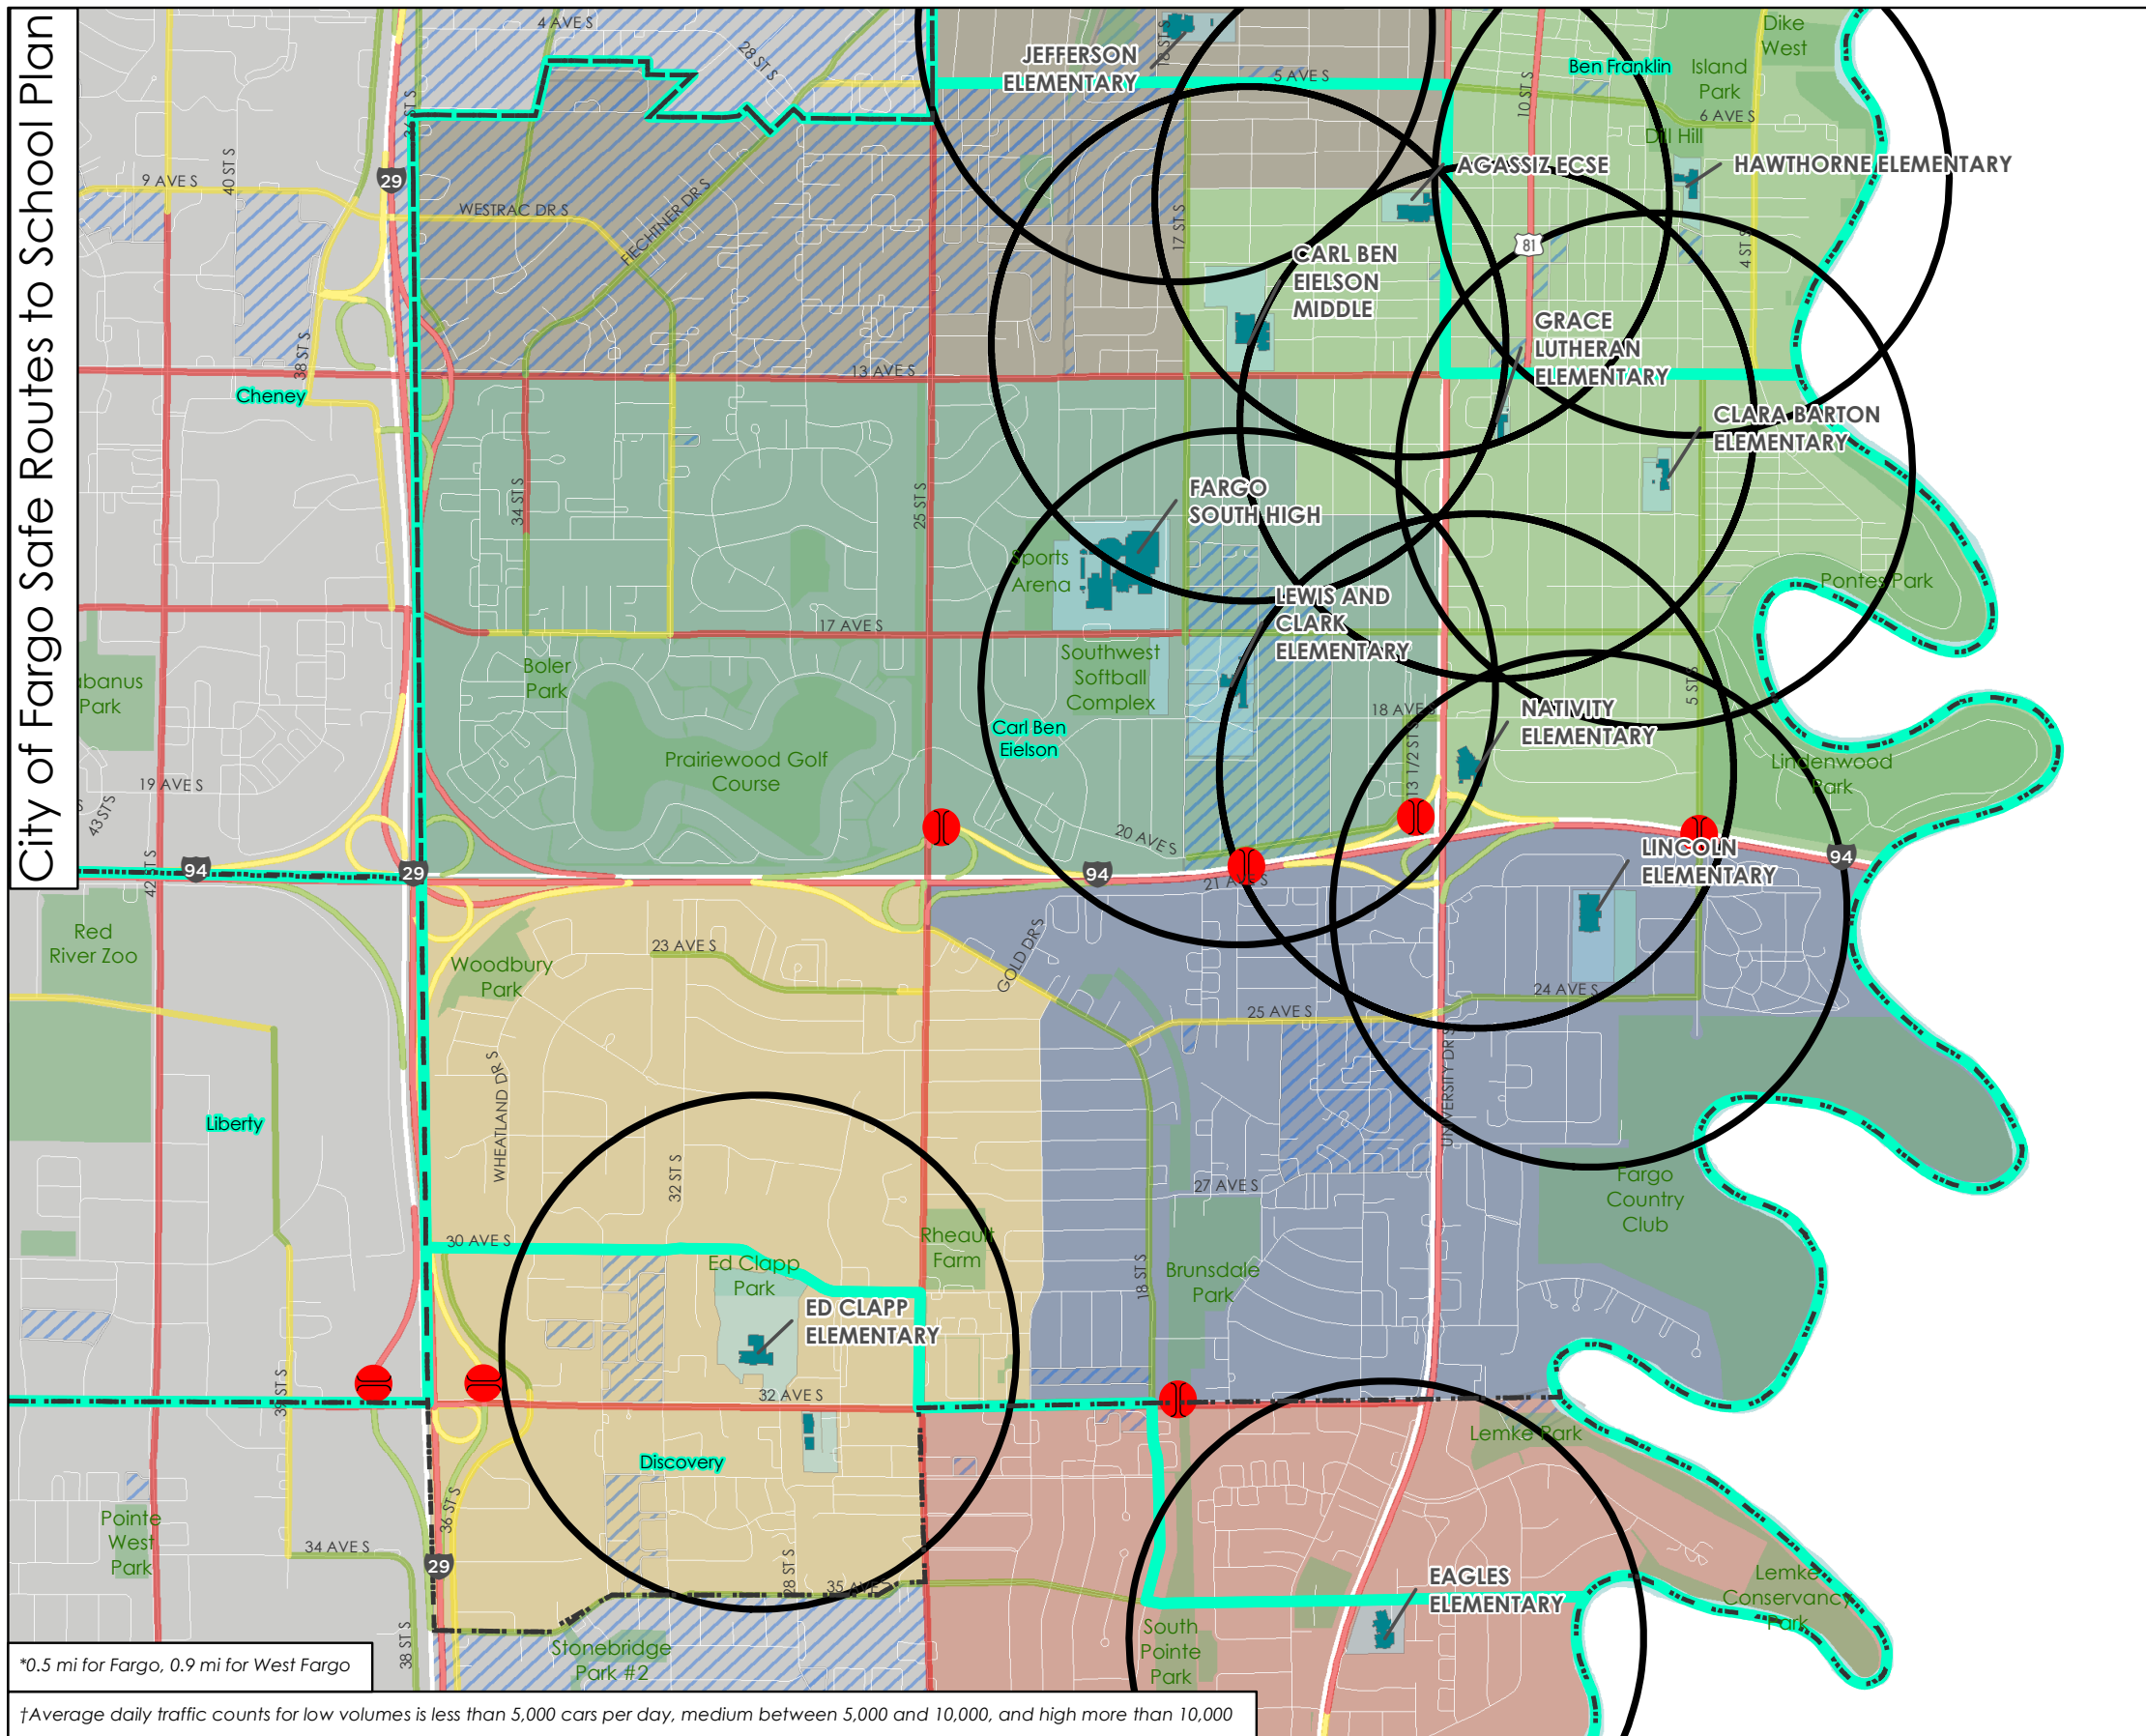 City of Fargo Safe Routes to School Plan
4 AVE S
28 ST S
18 ST S
JEFFERSON
ELEMENTARY
5 AVE S
10 ST S
Ben Franklin
Dike
West
Island
Park
6 AVE S
Dill Hill
36 ST S
29
9 AVE S
40 ST S
WESTRAC DR S
FIECHTNER DR S
17 ST S
AGASSIZ ECSE
HAWTHORNE ELEMENTARY
4 ST S
81
CARL BEN
EIELSON
MIDDLE
GRACE
LUTHERAN
ELEMENTARY
38 ST S
13 AVE S
Cheney
CLARA BARTON
ELEMENTARY
34 ST S
25 ST S
FARGO
SOUTH HIGH
Sports
Arena
Pontes Park
LEWIS AND
CLARK
ELEMENTARY
17 AVE S
Boler
Park
Southwest
Softball
Complex
abanus
Park
5 ST S
18 AVE S
13 1/2 ST S
NATIVITY
ELEMENTARY
Carl Ben
Eielson
Prairiewood Golf
Course
Lindenwood
Park
19 AVE S
43 ST S
20 AVE S
42 ST S
94
29
94
21 AVE S
LINCOLN
ELEMENTARY
94
Red
River Zoo
23 AVE S
GOLD DR S
Woodbury
Park
24 AVE S
25 AVE S
UNIVERSITY DR S
WHEATLAND DR S
Liberty
32 ST S
27 AVE S
Fargo
Country
Club
30 AVE S
Rheault
Farm
Ed Clapp
Park
18 ST S
Brunsdale
Park
ED CLAPP
ELEMENTARY
39 ST S
32 AVE S
Lemke Park
Discovery
36 ST S
Pointe
West
Park
34 AVE S
29
28 ST S
35 AVE S
EAGLES
ELEMENTARY
Lemke
Conservancy
Park
38 ST S
Stonebridge
Park #2
South
Pointe
Park
*0.5 mi for Fargo, 0.9 mi for West Fargo
†Average daily traffic counts for low volumes is less than 5,000 cars per day, medium between 5,000 and 10,000, and high more than 10,000